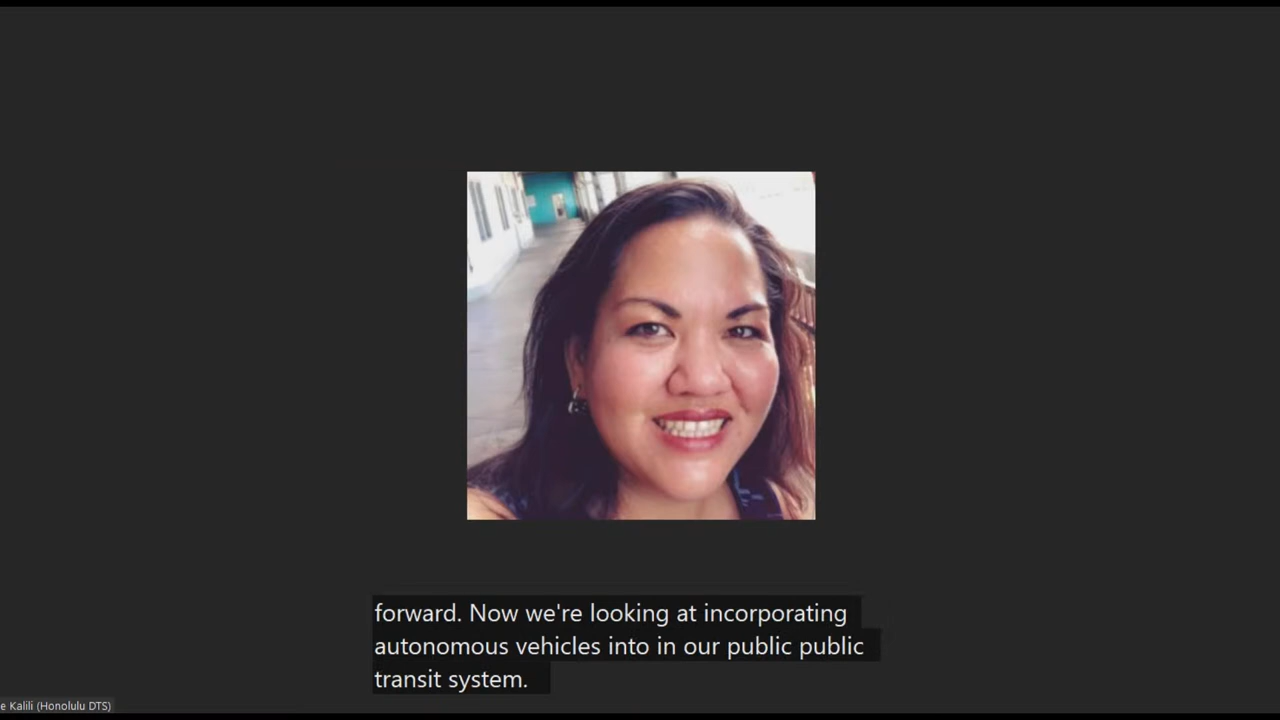 forward. Now we're looking at incorporating
autonomous vehicles into in our public public
transit system.
e Kalili (Honolulu DTS)